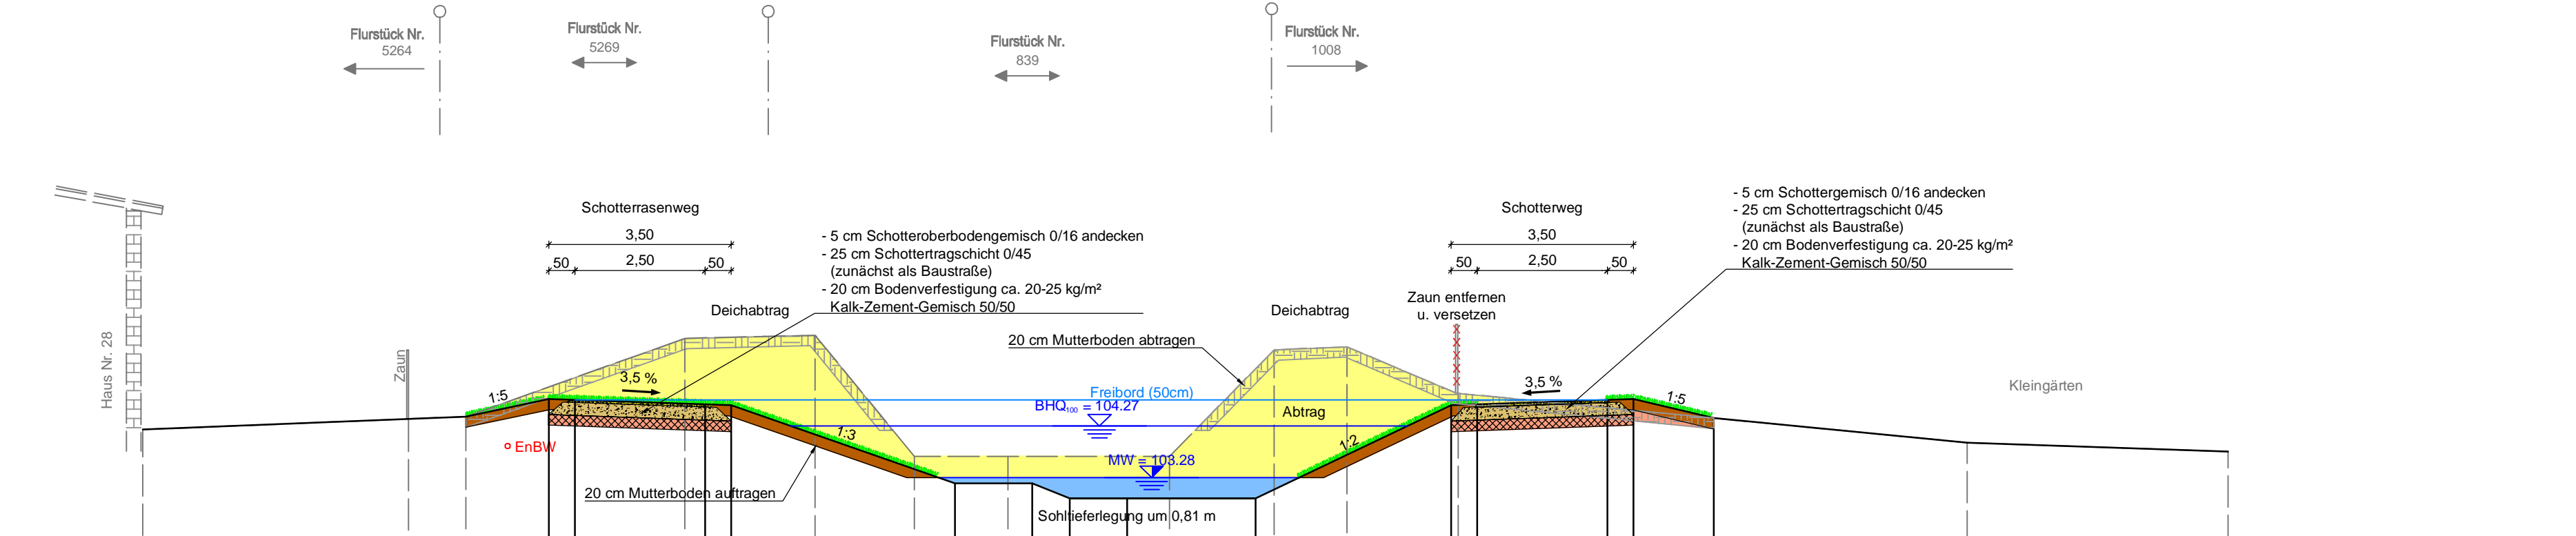 Flurstück Nr.
5264
Flurstück Nr.
5269
Flurstück Nr.
839
Flurstück Nr.
1008
Haus Nr. 28
Zaun
Schotterrasenweg
3,50
50 2,50 50
- 5 cm Schotteroberbodengemisch 0/16 andecken
- 25 cm Schottertragschicht 0/45
(zunächst als Baustraße)
- 20 cm Bodenverfestigung ca. 20-25 kg/m²
Kalk-Zement-Gemisch 50/50
Deichabtrag
1:5
3,5 %
EnBW
1:3
20 cm Mutterboden auftragen
20 cm Mutterboden abtragen
Freibord (50cm)
BHQ100 = 104.27
MW = 103.28
Sohltieferlegung um 0,81 m
Deichabtrag
Abtrag
1:2
Zaun entfernen
u. versetzen
Schotterweg
3,50
50 2,50 50
3,5 %
1:5
- 5 cm Schottergemisch 0/16 andecken
- 25 cm Schottertragschicht 0/45
(zunächst als Baustraße)
- 20 cm Bodenverfestigung ca. 20-25 kg/m²
Kalk-Zement-Gemisch 50/50
Kleingärten